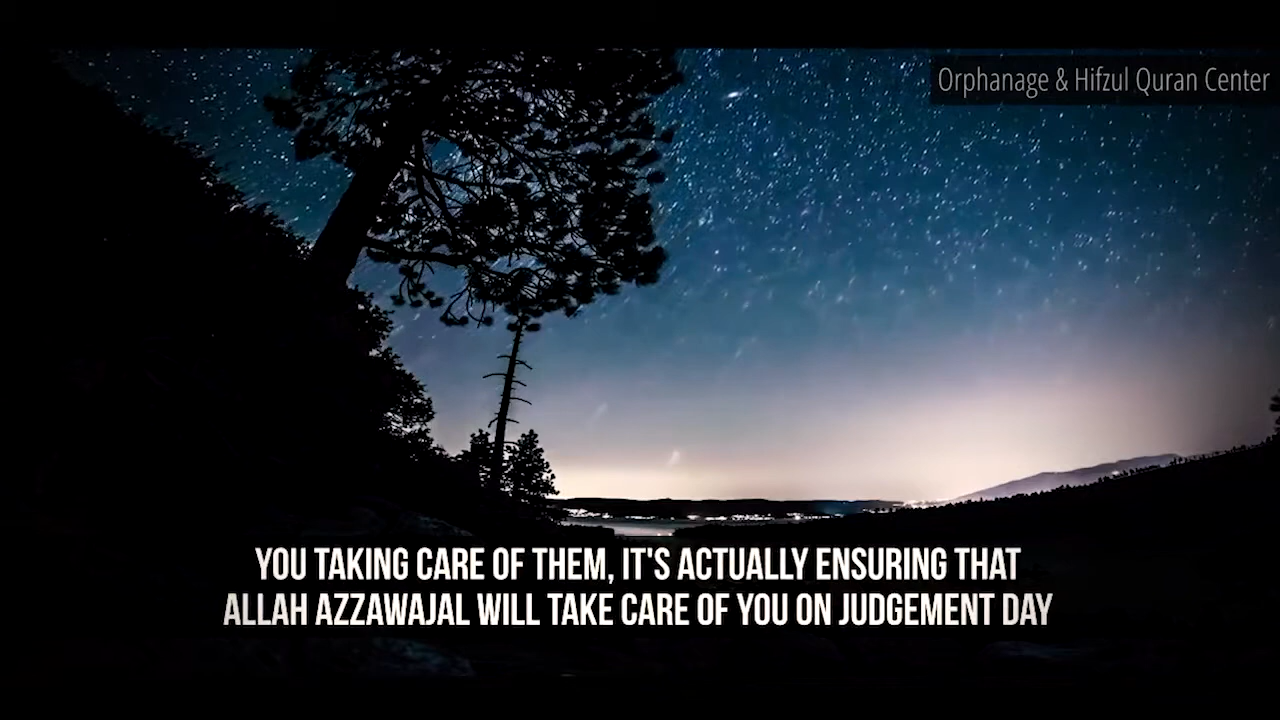 Orphanage & Hifzul Quran Center
YOU TAKING CARE OF THEM, IT'S ACTUALLY ENSURING THAT
ALLAH AZZAWAJAL WILL TAKE CARE OF YOU ON JUDGEMENT DAY